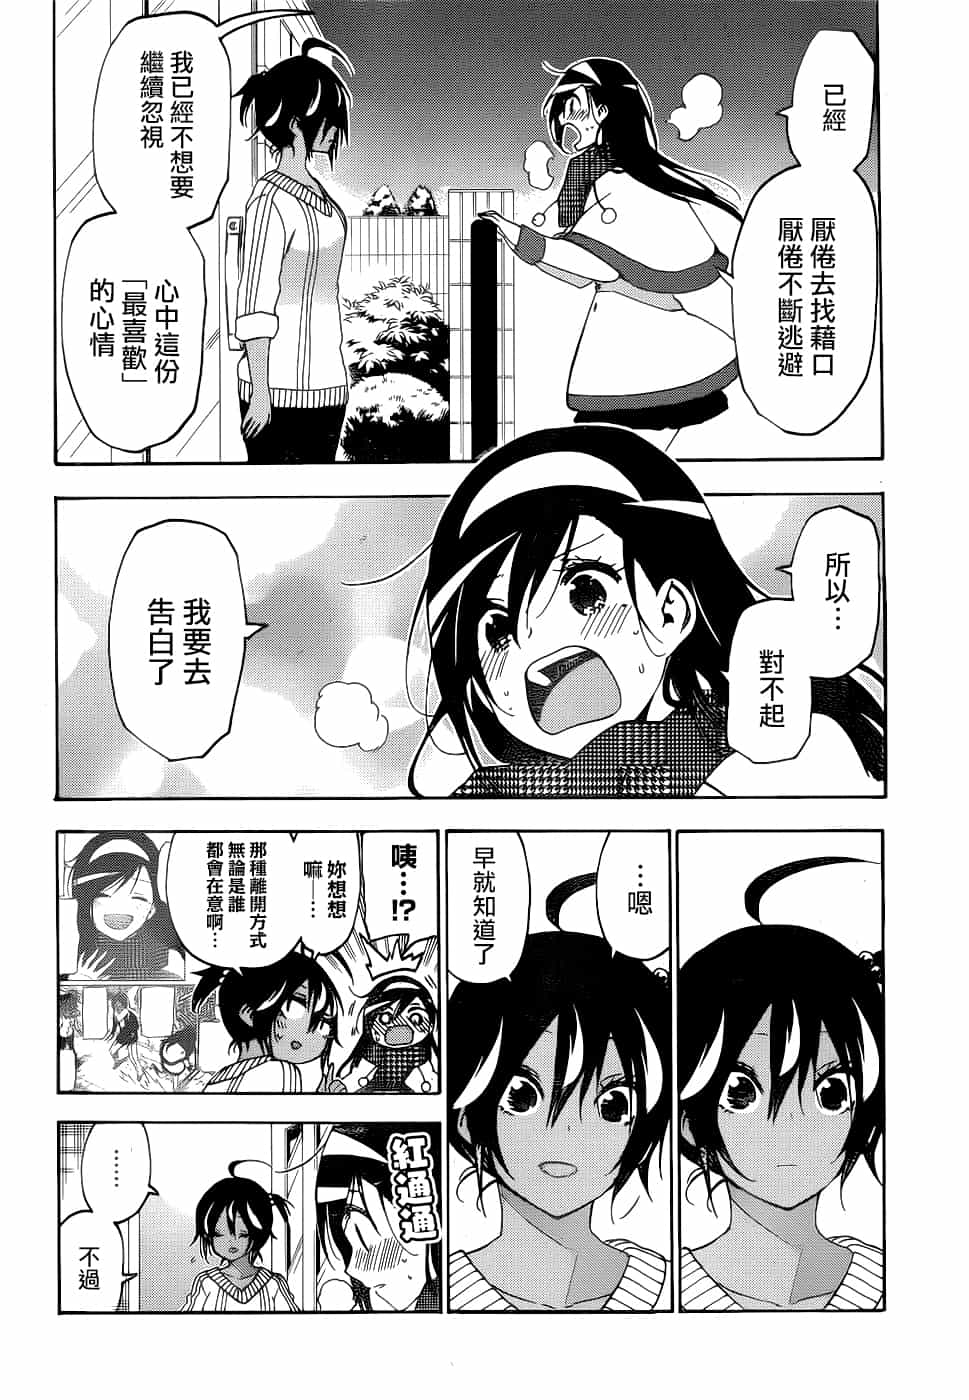 已經
厭倦去找藉口
厭倦不斷逃避
我已經不想要
繼續忽視
心中這份
「最喜歡」
的心情
所以…
對不起
我要去
告白了
…嗯
早就知道了
咦…!?
妳想想
嘛——…
那種離開方式
無論是誰
都會在意啊…
紅通通
……
不過